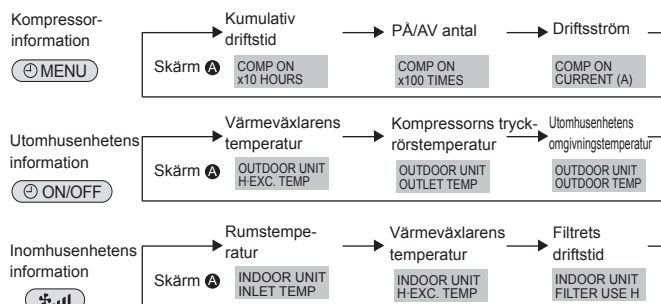 Kompressor-
information
MENU
Kumulativ
driftstid
PÅ/AV antal
Driftsström
Skärm A
COMP ON
x10 HOURS
COMP ON
x100 TIMES
COMP ON
CURRENT (A)
Utomhusenhetens
information
ON/OFF
Värmeväxlarens
temperatur
Kompressorns tryck-
rörstemperatur
Utomhusenhetens
omgivningstemperatur
Skärm A
OUTDOOR UNIT
H·EXC. TEMP
OUTDOOR UNIT
OUTLET TEMP
OUTDOOR UNIT
OUTDOOR TEMP
Inomhusenhetens
information
Rumstempe-
ratur
Värmeväxlarens
temperatur
Filtrets
driftstid
Skärm A
INDOOR UNIT
INLET TEMP
INDOOR UNIT
H·EXC. TEMP
INDOOR UNIT
FILTER USE H